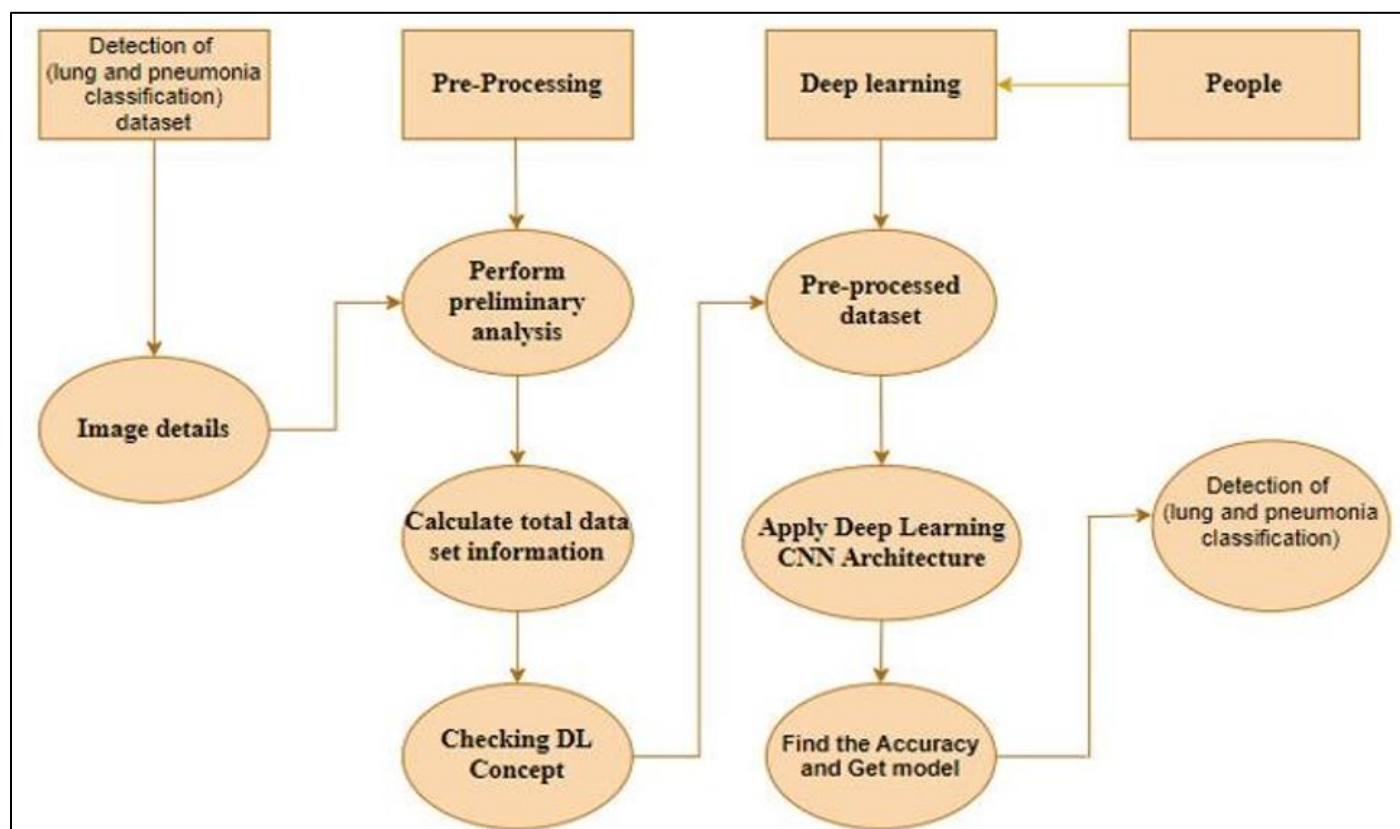 Detection of
(lung and pneumonia
classification)
dataset
Pre-Processing
Deep learning
People
Perform
preliminary
analysis
Pre-processed
dataset
Image details
Calculate total data
set information
Apply Deep Learning
CNN Architecture
Detection of
(lung and pneumonia
classification)
Checking DL
Concept
Find the Accuracy
and Get model